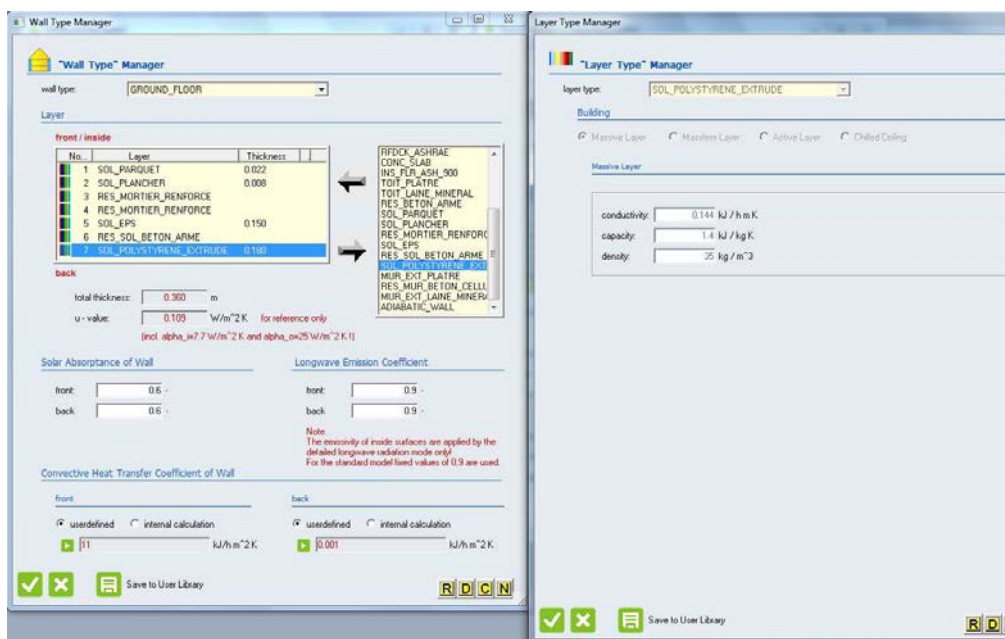 Wall Type Manager
"Wall Type" Manager
wall type: GROUND_FLOOR
Layer
front / inside
No... Layer Thickness
1 SOL_PARQUET 0.022
2 SOL_PLANCHER 0.008
3 RES_MORTIER_RENFORCE
4 RES_MORTIER_RENFORCE
5 SOL_EPS 0.150
6 RES_SOL_BETON_ARME
7 SOL_POLYSTYRENE_EXTRUDE 0.180
back
RFDCK_ASHRAE
CONC_SLAB
INS_FLR_ASH_900
TOIT_PLATRE
TOIT_LAINE_MINERAL
RES_BETON_ARME
SOL_PARQUET
SOL_PLANCHER
RES_MORTIER_RENFORC
SOL_EPS
RES_SOL_BETON_ARME
SOL_POLYSTYRENE_EXT
MUR_EXT_PLATRE
RES_MUR_BETON_CELLU
MUR_EXT_LAINE_MINERA
ADIABATIC_WALL
total thickness: 0.360 m
u - value: 0.109 W/m^2 K for reference only
(incl. alpha_i=7.7 W/m^2 K and alpha_o=25 W/m^2 K !)
Solar Absorptance of Wall
front: 0.6 -
back: 0.6 -
Longwave Emission Coefficient
front: 0.9 -
back 0.9 -
Note
The emissivity of inside surfaces are applied by the
detailed longwave radiation mode only!
For the standard model fixed values of 0.9 are used.
Convective Heat Transfer Coefficient of Wall
front
userdefined internal calculation
11 kJ/h m^2 K
back
userdefined internal calculation
0.001 kJ/h m^2 K
Save to User Library
R D C N
Layer Type Manager
"Layer Type" Manager
layer type: SOL_POLYSTYRENE_EXTRUDE
Building
Massive Layer Massless Layer Active Layer Chilled Ceiling
Massive Layer
conductivity: 0.144 kJ / h m K
capacity: 1.4 kJ / kg K
density: 35 kg / m^3
Save to User Library
R D